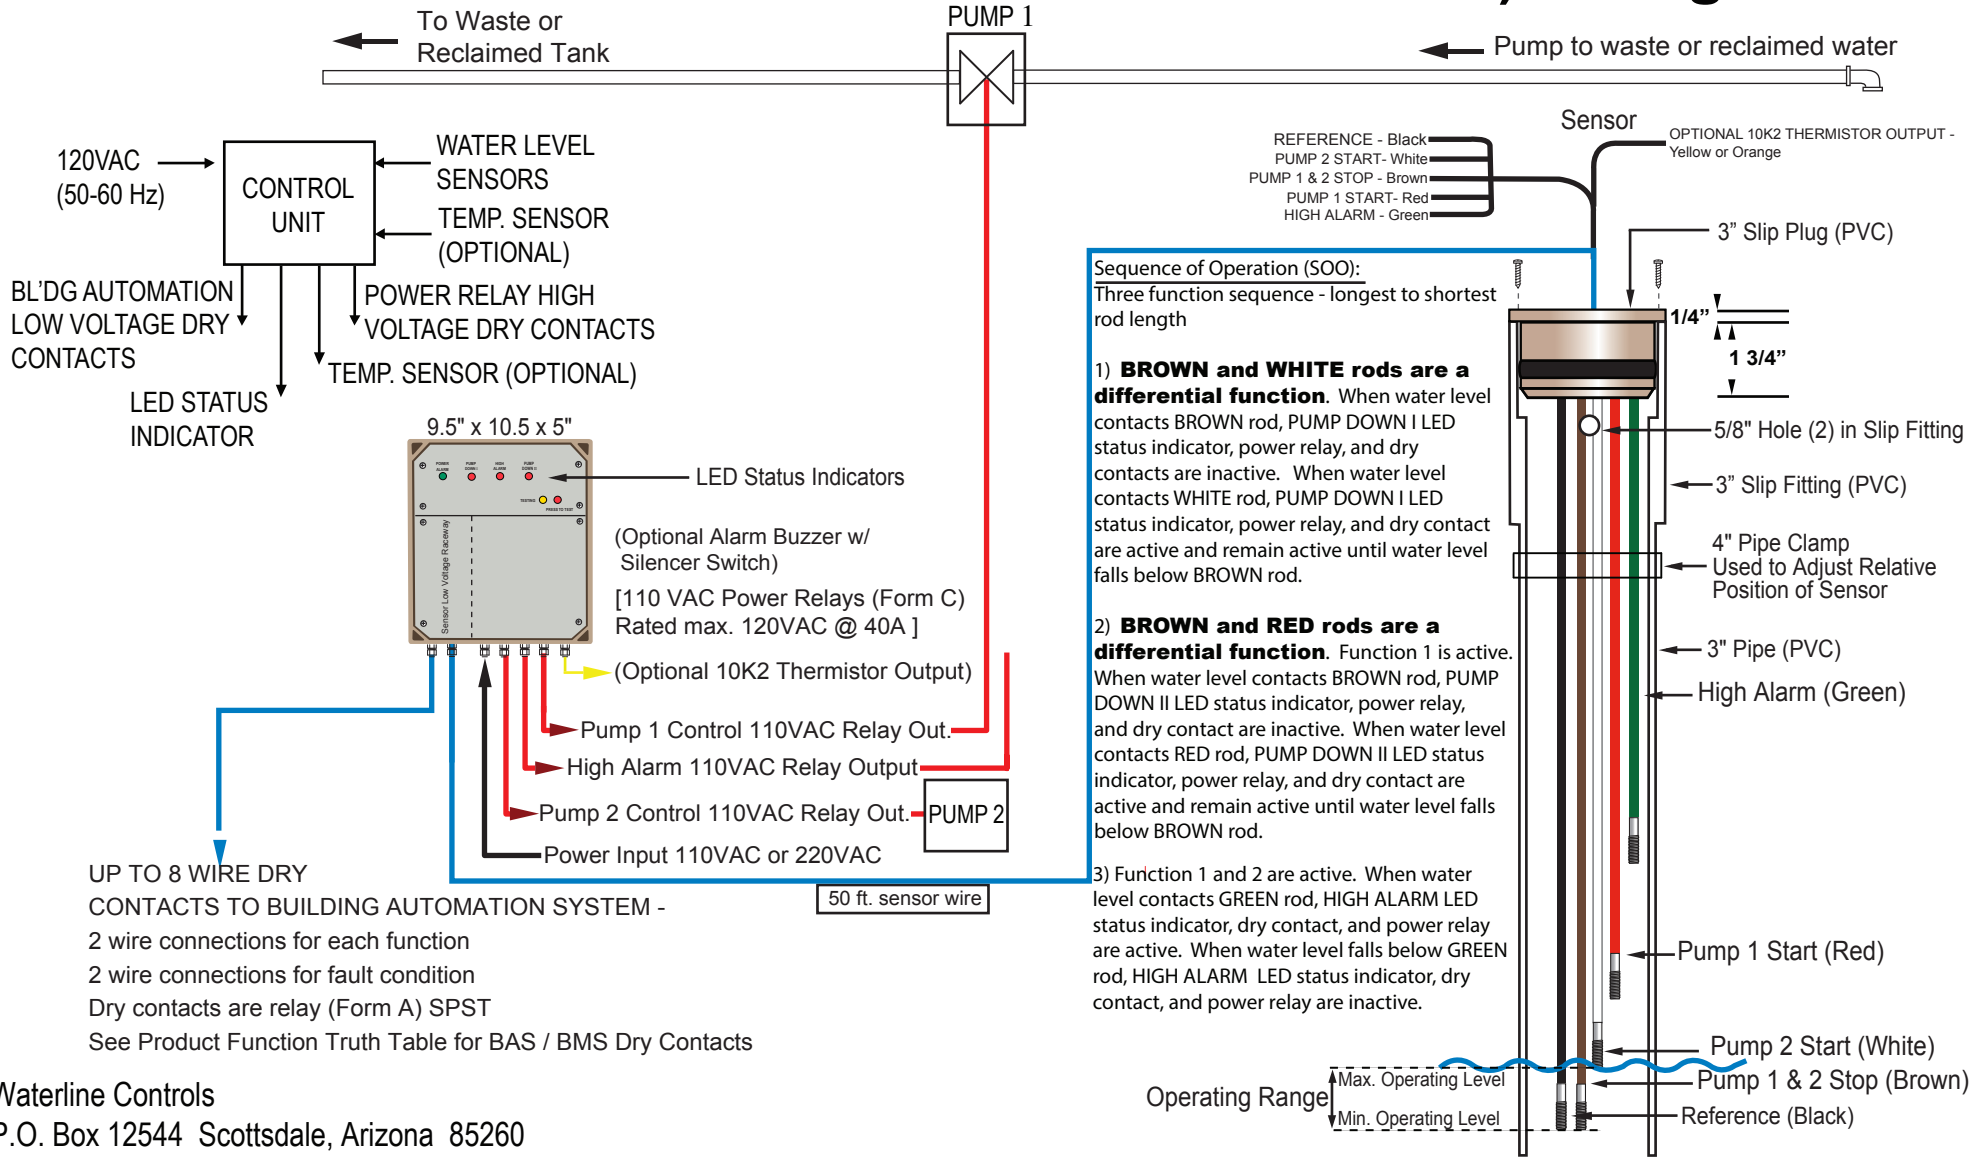 To Waste or
Reclaimed Tank
PUMP 1
Pump to waste or reclaimed water
120VAC
(50-60 Hz)
CONTROL
UNIT
WATER LEVEL
SENSORS
TEMP. SENSOR
(OPTIONAL)
BL'DG AUTOMATION
LOW VOLTAGE DRY
CONTACTS
POWER RELAY HIGH
VOLTAGE DRY CONTACTS
TEMP. SENSOR (OPTIONAL)
LED STATUS
INDICATOR
Sensor
REFERENCE - Black
PUMP 2 START- White
PUMP 1 & 2 STOP - Brown
PUMP 1 START- Red
HIGH ALARM - Green
OPTIONAL 10K2 THERMISTOR OUTPUT -
Yellow or Orange
9.5" x 10.5 x 5"
POWER
ALARM
PUMP
DOWN I
HIGH
ALARM
PUMP
DOWN II
TESTING
PRESS TO TEST
Sensor Low Voltage Raceway
LED Status Indicators
(Optional Alarm Buzzer w/
Silencer Switch)
[110 VAC Power Relays (Form C)
Rated max. 120VAC @ 40A ]
(Optional 10K2 Thermistor Output)
Pump 1 Control 110VAC Relay Out.
High Alarm 110VAC Relay Output
Pump 2 Control 110VAC Relay Out.
PUMP 2
Power Input 110VAC or 220VAC
50 ft. sensor wire
UP TO 8 WIRE DRY
CONTACTS TO BUILDING AUTOMATION SYSTEM -
2 wire connections for each function
2 wire connections for fault condition
Dry contacts are relay (Form A) SPST
See Product Function Truth Table for BAS / BMS Dry Contacts
Waterline Controls
P.O. Box 12544 Scottsdale, Arizona 85260
Sequence of Operation (SOO):
Three function sequence - longest to shortest
rod length
1) BROWN and WHITE rods are a
differential function. When water level
contacts BROWN rod, PUMP DOWN I LED
status indicator, power relay, and dry
contacts are inactive. When water level
contacts WHITE rod, PUMP DOWN I LED
status indicator, power relay, and dry contact
are active and remain active until water level
falls below BROWN rod.
2) BROWN and RED rods are a
differential function. Function 1 is active.
When water level contacts BROWN rod, PUMP
DOWN II LED status indicator, power relay,
and dry contact are inactive. When water level
contacts RED rod, PUMP DOWN II LED status
indicator, power relay, and dry contact are
active and remain active until water level falls
below BROWN rod.
3) Function 1 and 2 are active. When water
level contacts GREEN rod, HIGH ALARM LED
status indicator, dry contact, and power relay
are active. When water level falls below GREEN
rod, HIGH ALARM LED status indicator, dry
contact, and power relay are inactive.
3" Slip Plug (PVC)
1/4"
1 3/4"
5/8" Hole (2) in Slip Fitting
3" Slip Fitting (PVC)
4" Pipe Clamp
Used to Adjust Relative
Position of Sensor
3" Pipe (PVC)
High Alarm (Green)
Pump 1 Start (Red)
Pump 2 Start (White)
Pump 1 & 2 Stop (Brown)
Reference (Black)
Operating Range
Max. Operating Level
Min. Operating Level